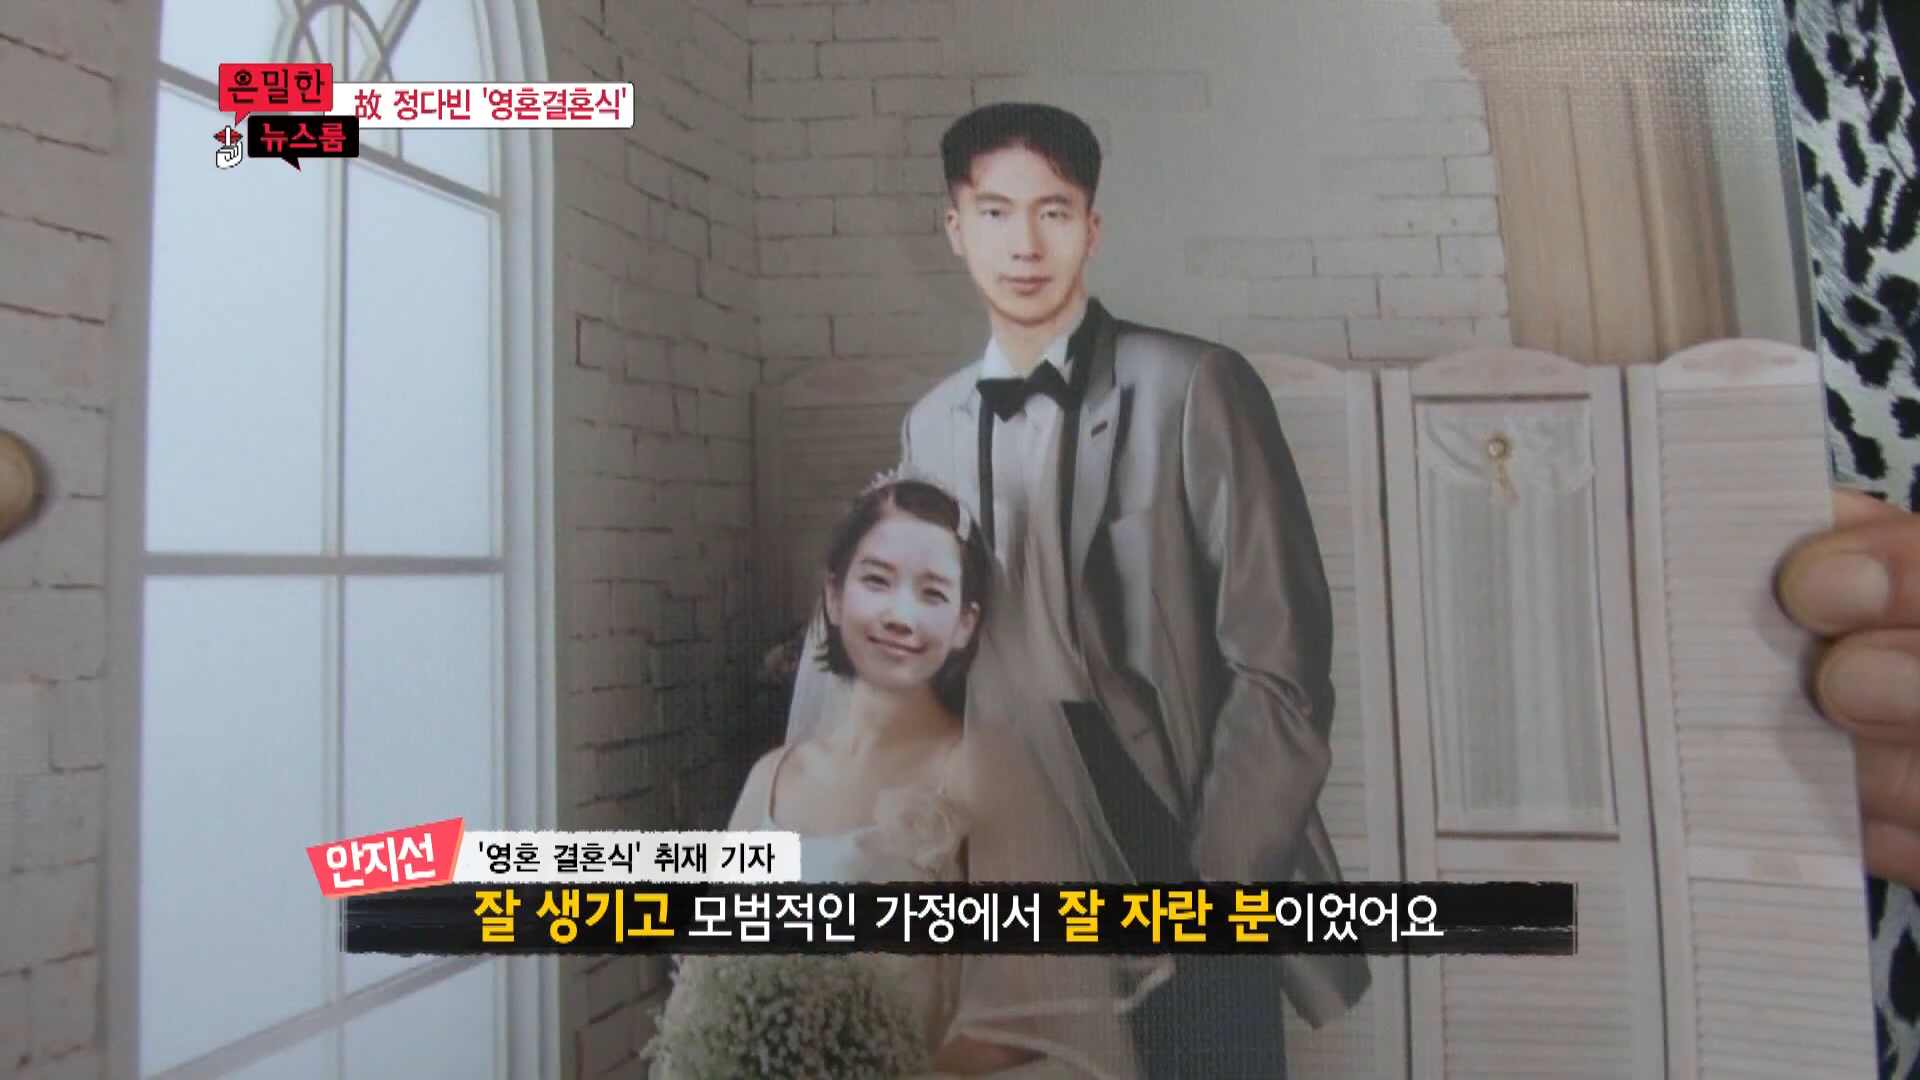 은밀한
뉴스룸
故 정다빈 '영혼결혼식'
안지선
'영혼 결혼식' 취재 기자
잘 생기고 모범적인 가정에서 잘 자란 분이었어요